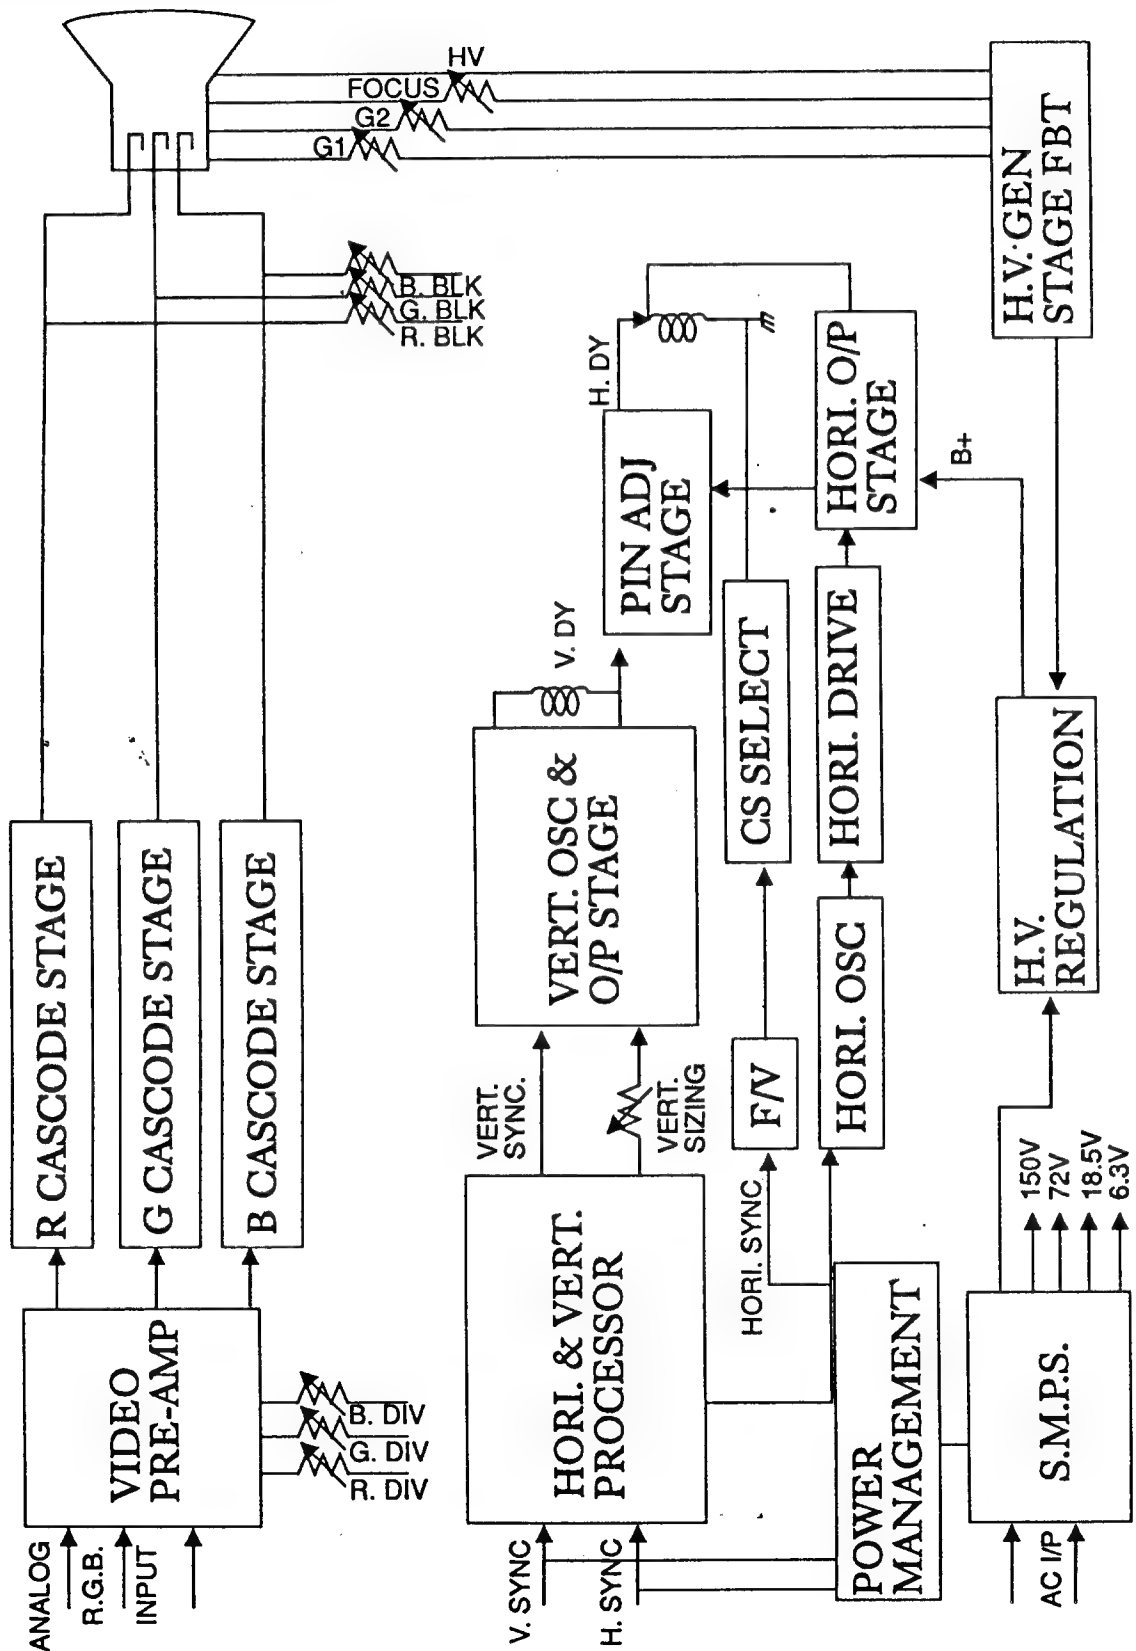 ANALOG
R.G.B.
INPUT
VIDEO
PRE-AMP
R. DIV
G. DIV
B. DIV
R CASCODE STAGE
G CASCODE STAGE
B CASCODE STAGE
R. BLK
G. BLK
B. BLK
G1
G2
FOCUS
HV
V. SYNC
H. SYNC
HORI. & VERT.
PROCESSOR
VERT.
SYNC.
VERT.
SIZING
VERT. OSC &
O/P STAGE
V. DY
PIN ADJ
STAGE
H. DY
HORI. SYNC
F/V
CS SELECT
HORI. OSC
HORI. DRIVE
HORI. O/P
STAGE
B+
POWER
MANAGEMENT
AC I/P
S.M.P.S.
150V
72V
18.5V
6.3V
H.V.
REGULATION
H.V. GEN
STAGE FBT